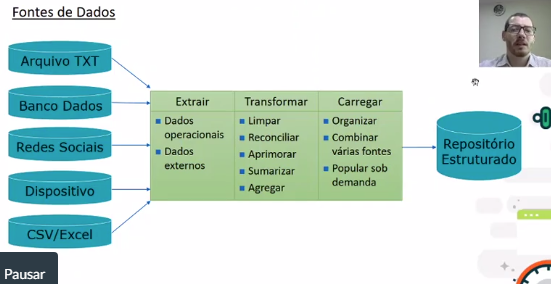 Fontes de Dados
Arquivo TXT
Banco Dados
Redes Sociais
Dispositivo
CSV/Excel
Extrair
Dados
operacionais
Dados
externos
Transformar
Limpar
Reconciliar
Aprimorar
Sumarizar
Agregar
Carregar
Organizar
Combinar
várias fontes
Popular sob
demanda
Repositório
Estruturado
Pausar